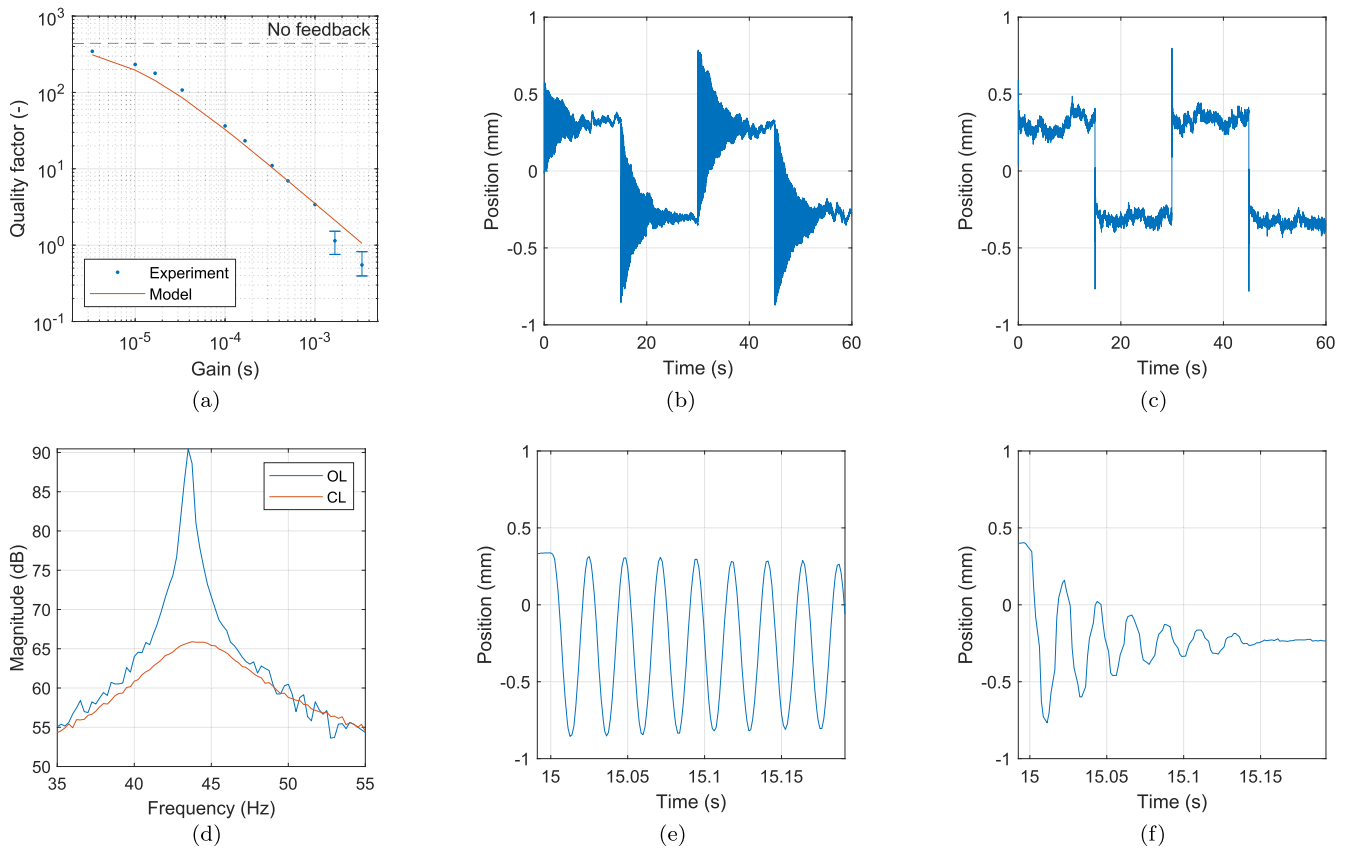 No feedback
10^3
10^2
10^1
10^0
10^-1
10^-5
10^-4
10^-3
Quality factor (-)
Gain (s)
Experiment
Model
(a)
1
0.5
0
-0.5
-1
0
20
40
60
Position (mm)
Time (s)
(b)
1
0.5
0
-0.5
-1
0
20
40
60
Position (mm)
Time (s)
(c)
90
85
80
75
70
65
60
55
50
35
40
45
50
55
Magnitude (dB)
Frequency (Hz)
OL
CL
(d)
1
0.5
0
-0.5
-1
15
15.05
15.1
15.15
Position (mm)
Time (s)
(e)
1
0.5
0
-0.5
-1
15
15.05
15.1
15.15
Position (mm)
Time (s)
(f)